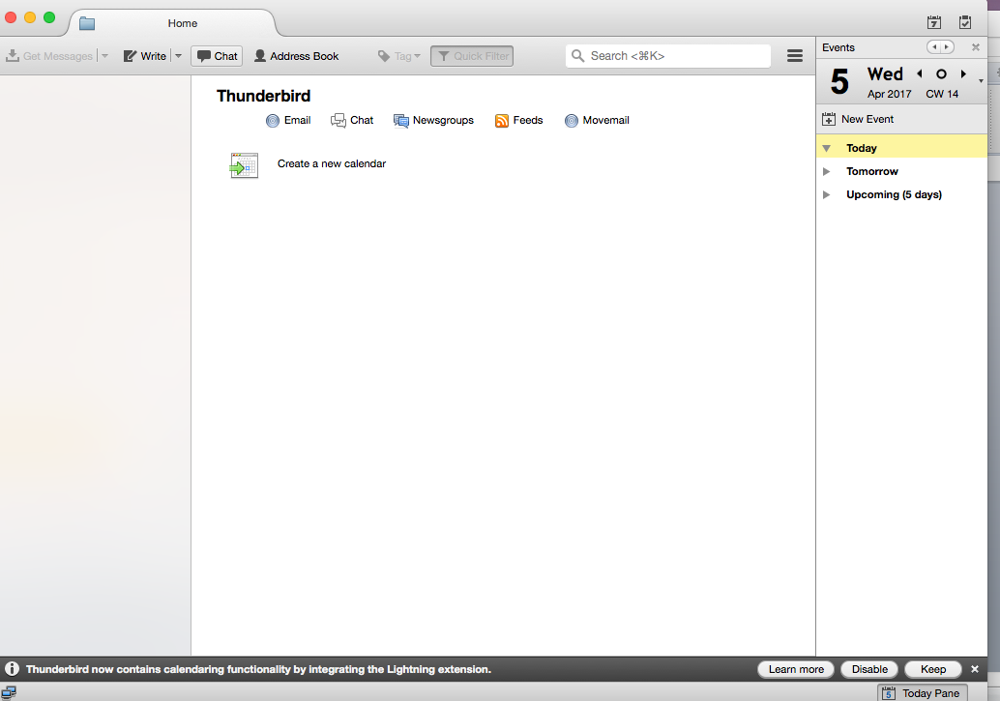 Home
Get Messages
Write
Chat
Address Book
Tag
Quick Filter
Search <⌘K>
Events
5
Wed
Apr 2017 CW 14
New Event
Today
Tomorrow
Upcoming (5 days)
Thunderbird
Email
Chat
Newsgroups
Feeds
Movemail
Create a new calendar
Thunderbird now contains calendaring functionality by integrating the Lightning extension.
Learn more
Disable
Keep
5
Today Pane